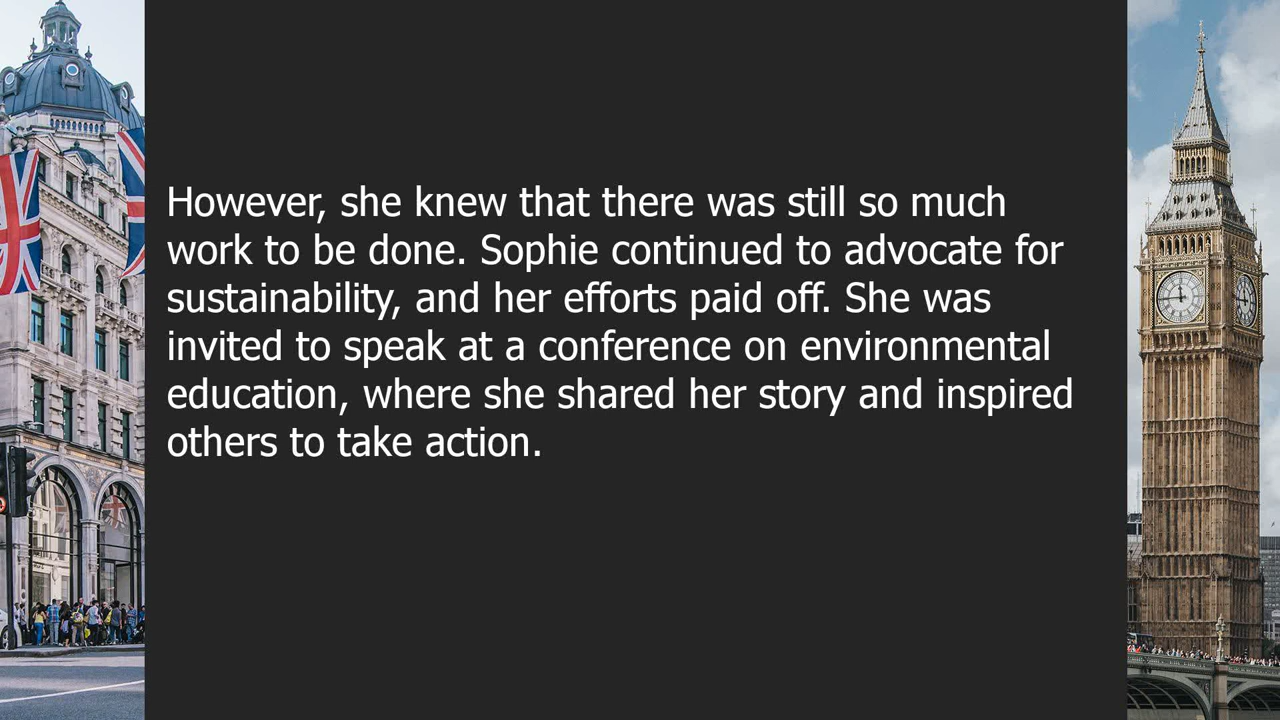 However, she knew that there was still so much
work to be done. Sophie continued to advocate for
sustainability, and her efforts paid off. She was
invited to speak at a conference on environmental
education, where she shared her story and inspired
others to take action.